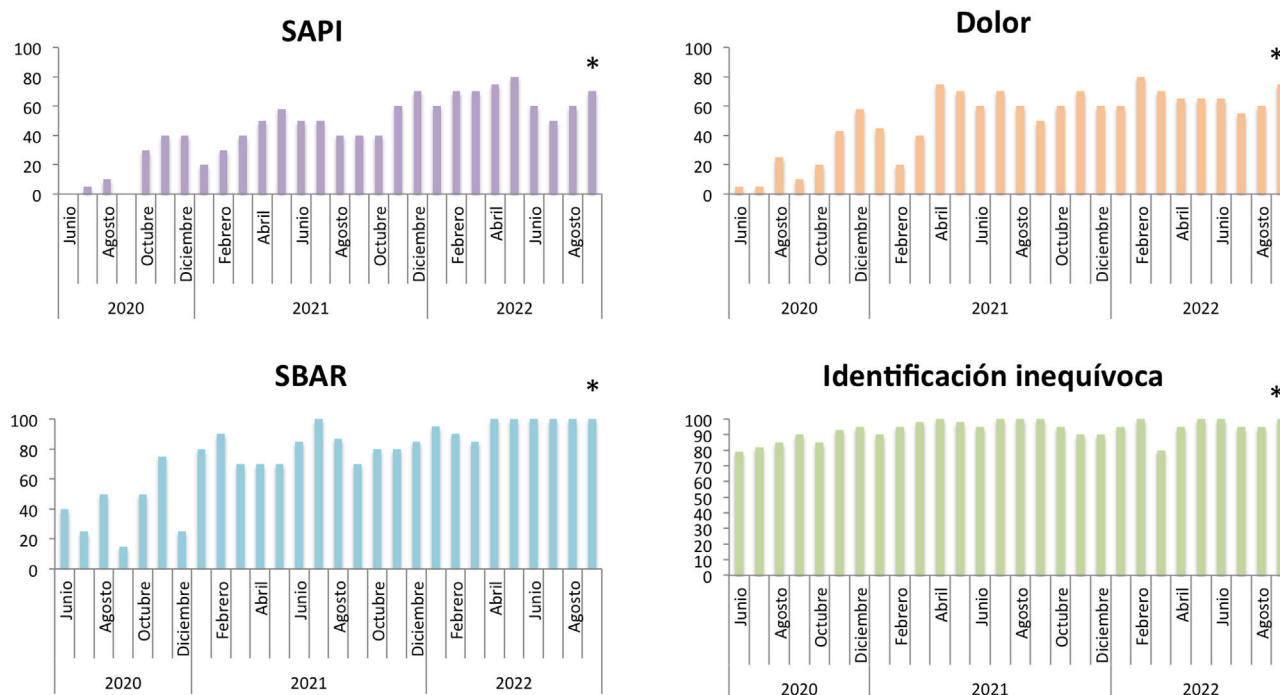 SAPI
*
100
80
60
40
20
0
Junio
Agosto
Octubre
Diciembre
Febrero
Abril
Junio
Agosto
Octubre
Diciembre
Febrero
Abril
Junio
Agosto
2020
2021
2022
Dolor
*
100
80
60
40
20
0
Junio
Agosto
Octubre
Diciembre
Febrero
Abril
Junio
Agosto
Octubre
Diciembre
Febrero
Abril
Junio
Agosto
2020
2021
2022
SBAR
*
100
80
60
40
20
0
Junio
Agosto
Octubre
Diciembre
Febrero
Abril
Junio
Agosto
Octubre
Diciembre
Febrero
Abril
Junio
Agosto
2020
2021
2022
Identificación inequívoca
*
100
90
80
70
60
50
40
30
20
10
0
Junio
Agosto
Octubre
Diciembre
Febrero
Abril
Junio
Agosto
Octubre
Diciembre
Febrero
Abril
Junio
Agosto
2020
2021
2022